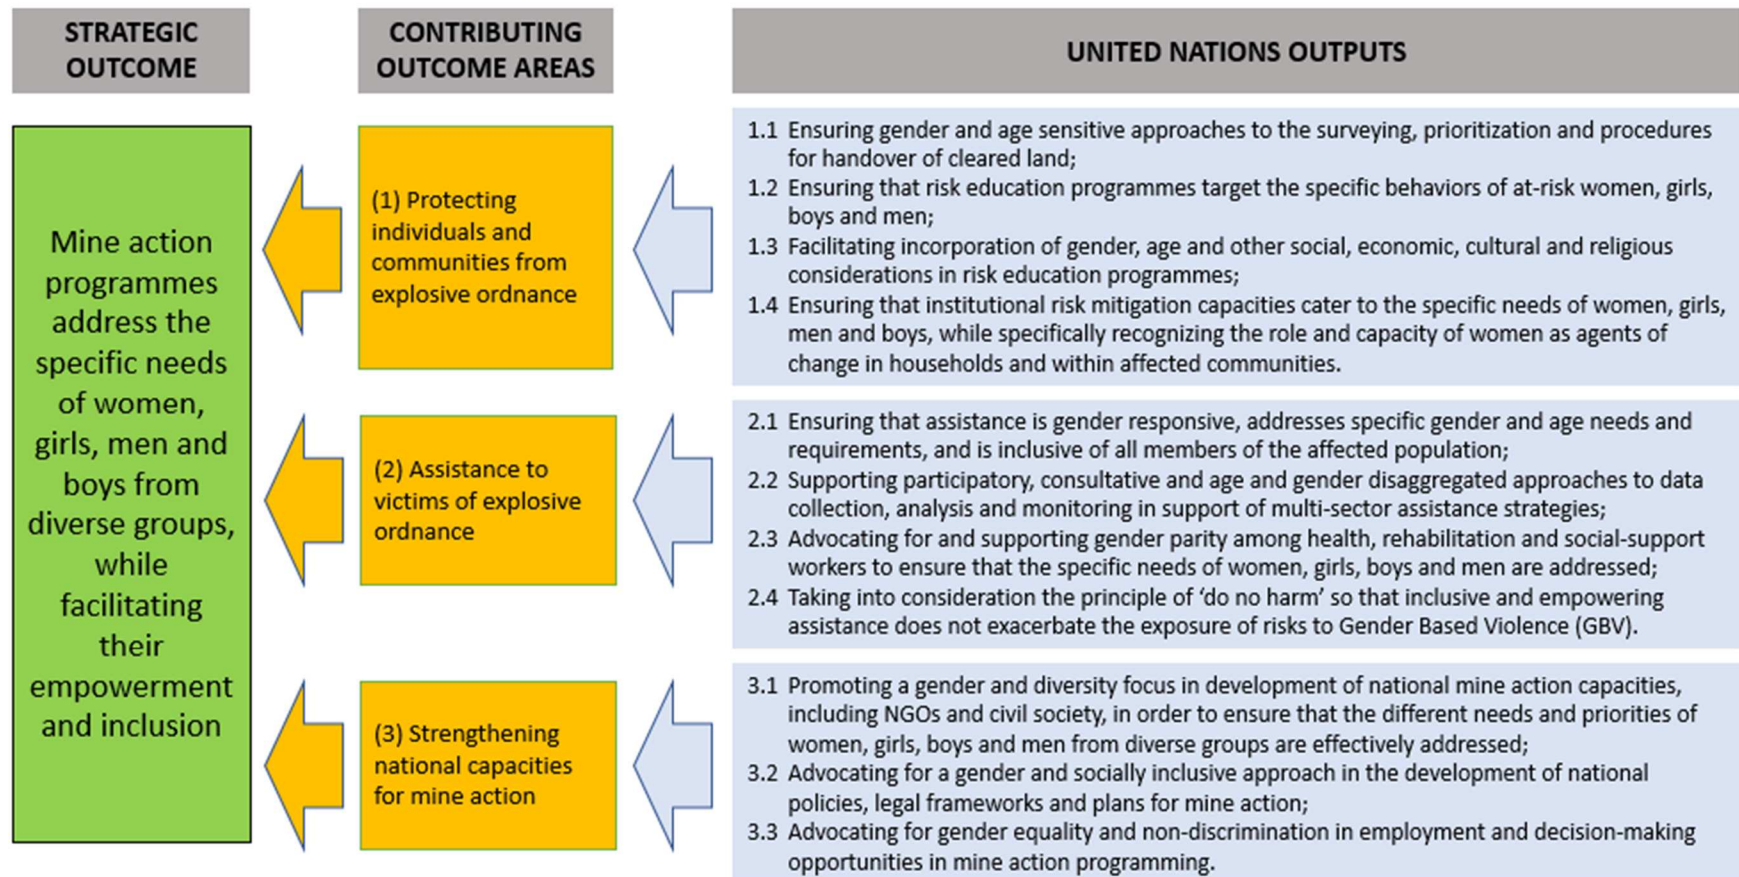 STRATEGIC
OUTCOME
CONTRIBUTING
OUTCOME AREAS
UNITED NATIONS OUTPUTS
Mine action
programmes
address the
specific needs
of women,
girls, men and
boys from
diverse groups,
while
facilitating
their
empowerment
and inclusion
(1) Protecting
individuals and
communities from
explosive ordnance
1.1 Ensuring gender and age sensitive approaches to the surveying, prioritization and procedures
for handover of cleared land;
1.2 Ensuring that risk education programmes target the specific behaviors of at-risk women, girls,
boys and men;
1.3 Facilitating incorporation of gender, age and other social, economic, cultural and religious
considerations in risk education programmes;
1.4 Ensuring that institutional risk mitigation capacities cater to the specific needs of women, girls,
men and boys, while specifically recognizing the role and capacity of women as agents of
change in households and within affected communities.
(2) Assistance to
victims of explosive
ordnance
2.1 Ensuring that assistance is gender responsive, addresses specific gender and age needs and
requirements, and is inclusive of all members of the affected population;
2.2 Supporting participatory, consultative and age and gender disaggregated approaches to data
collection, analysis and monitoring in support of multi-sector assistance strategies;
2.3 Advocating for and supporting gender parity among health, rehabilitation and social-support
workers to ensure that the specific needs of women, girls, boys and men are addressed;
2.4 Taking into consideration the principle of ‘do no harm’ so that inclusive and empowering
assistance does not exacerbate the exposure of risks to Gender Based Violence (GBV).
(3) Strengthening
national capacities
for mine action
3.1 Promoting a gender and diversity focus in development of national mine action capacities,
including NGOs and civil society, in order to ensure that the different needs and priorities of
women, girls, boys and men from diverse groups are effectively addressed;
3.2 Advocating for a gender and socially inclusive approach in the development of national
policies, legal frameworks and plans for mine action;
3.3 Advocating for gender equality and non-discrimination in employment and decision-making
opportunities in mine action programming.